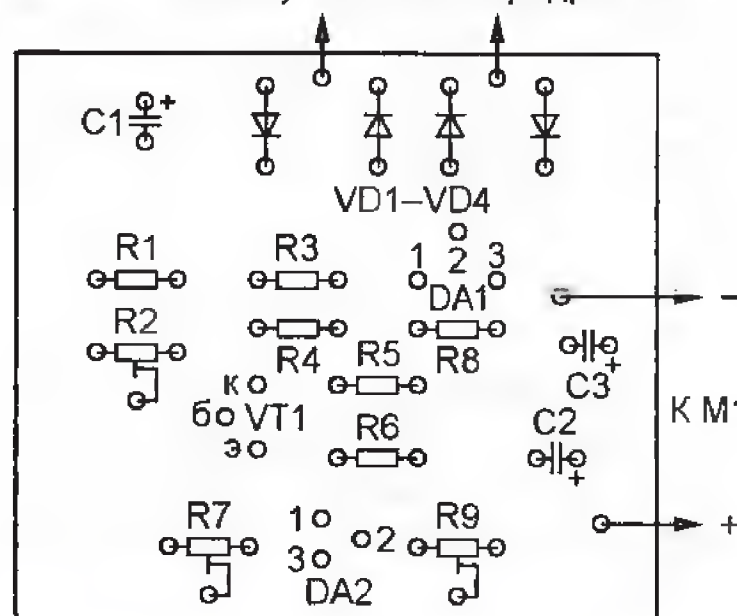 C1 +
VD1–VD4
R1 R3 1 2 3
DA1
R2 R4 R5 R8
C3 +
к
б VT1
э
R6 C2 +
К М1
–
+
R7 1 2 R9
3
DA2